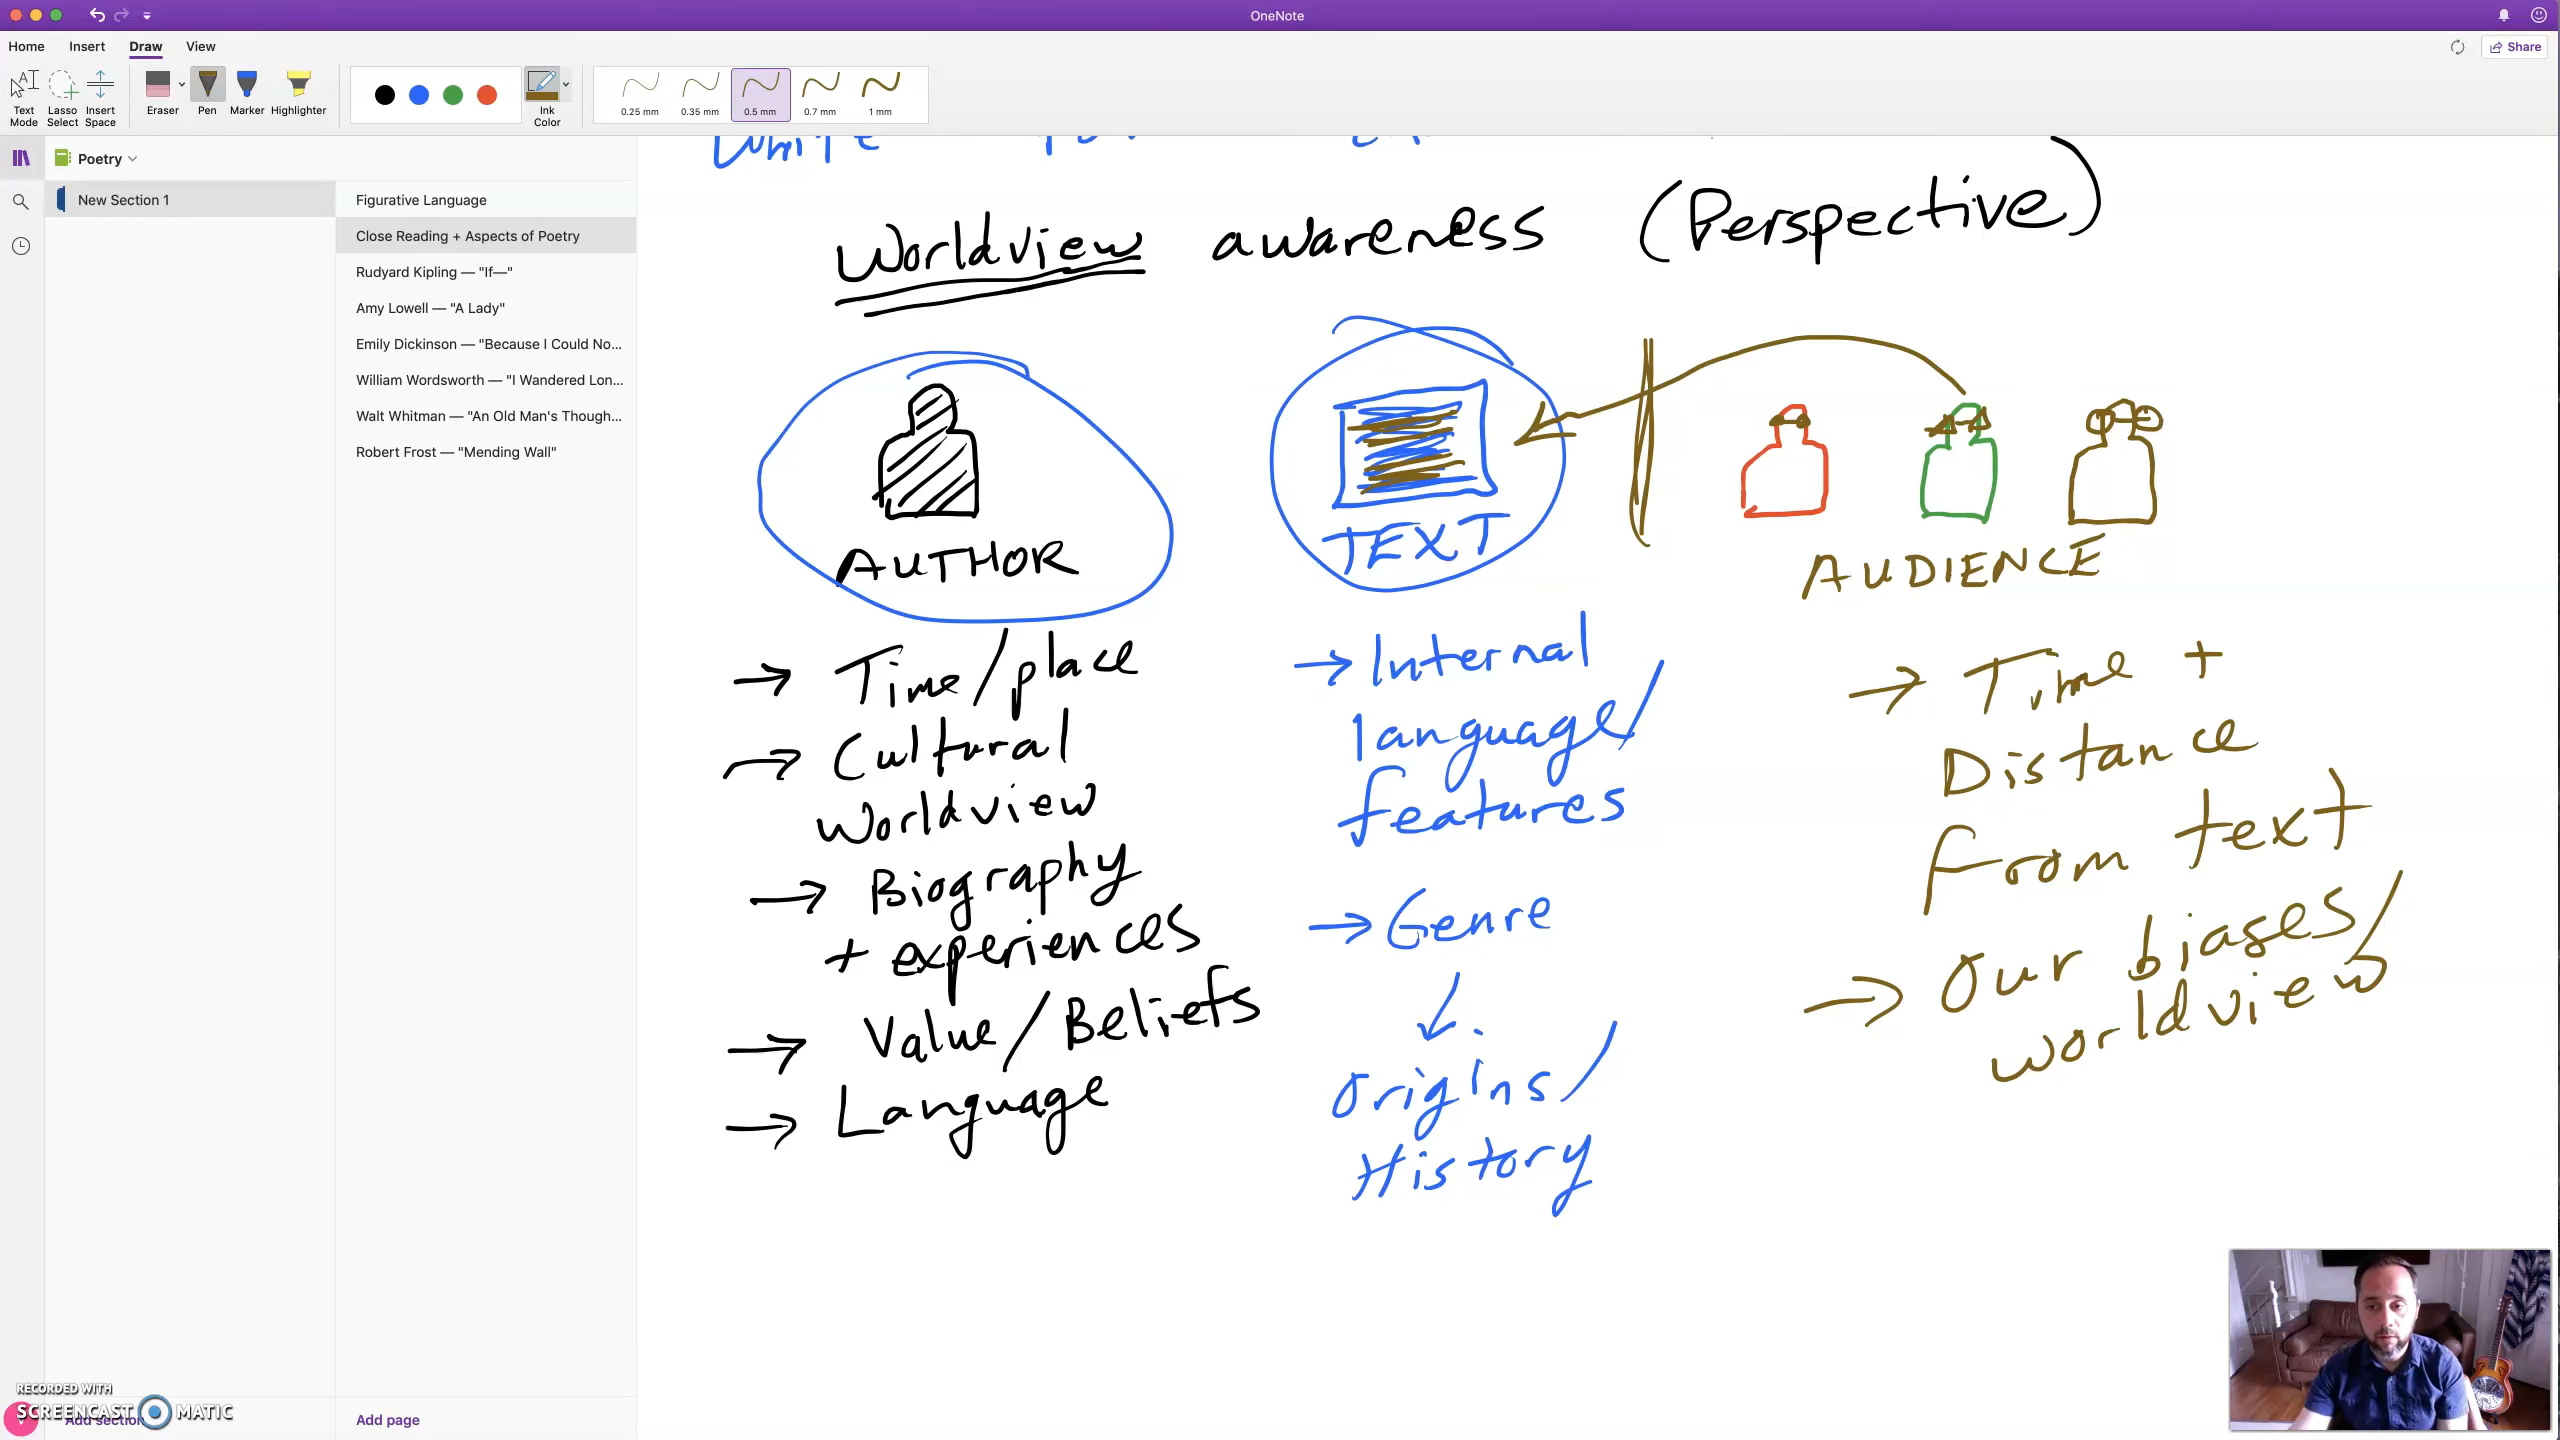 OneNote
Home Insert Draw View
Share
Text Mode
Lasso Select
Insert Space
Eraser
Pen
Marker
Highlighter
Ink Color
0.25 mm 0.35 mm 0.5 mm 0.7 mm 1 mm
Poetry
New Section 1
Figurative Language
Close Reading + Aspects of Poetry
Rudyard Kipling — "If—"
Amy Lowell — "A Lady"
Emily Dickinson — "Because I Could No...
William Wordsworth — "I Wandered Lon...
Walt Whitman — "An Old Man's Though...
Robert Frost — "Mending Wall"
Worldview awareness (Perspective)
AUTHOR
→ Time/place
→ Cultural
worldview
→ Biography
+ experiences
→ Value/Beliefs
→ Language
TEXT
→ Internal
language/
features
→ Genre
↓
Origins/
History
AUDIENCE
→ Time +
Distance
from text
→ Our biases/
worldview
RECORDED WITH
SCREENCAST MATIC
Add section
Add page